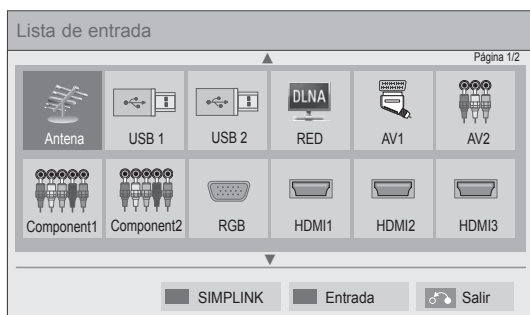 Lista de entrada
Página 1/2
DLNA
Antena USB 1 USB 2 RED AV1 AV2
Component1 Component2 RGB HDMI1 HDMI2 HDMI3
SIMPLINK Entrada Salir